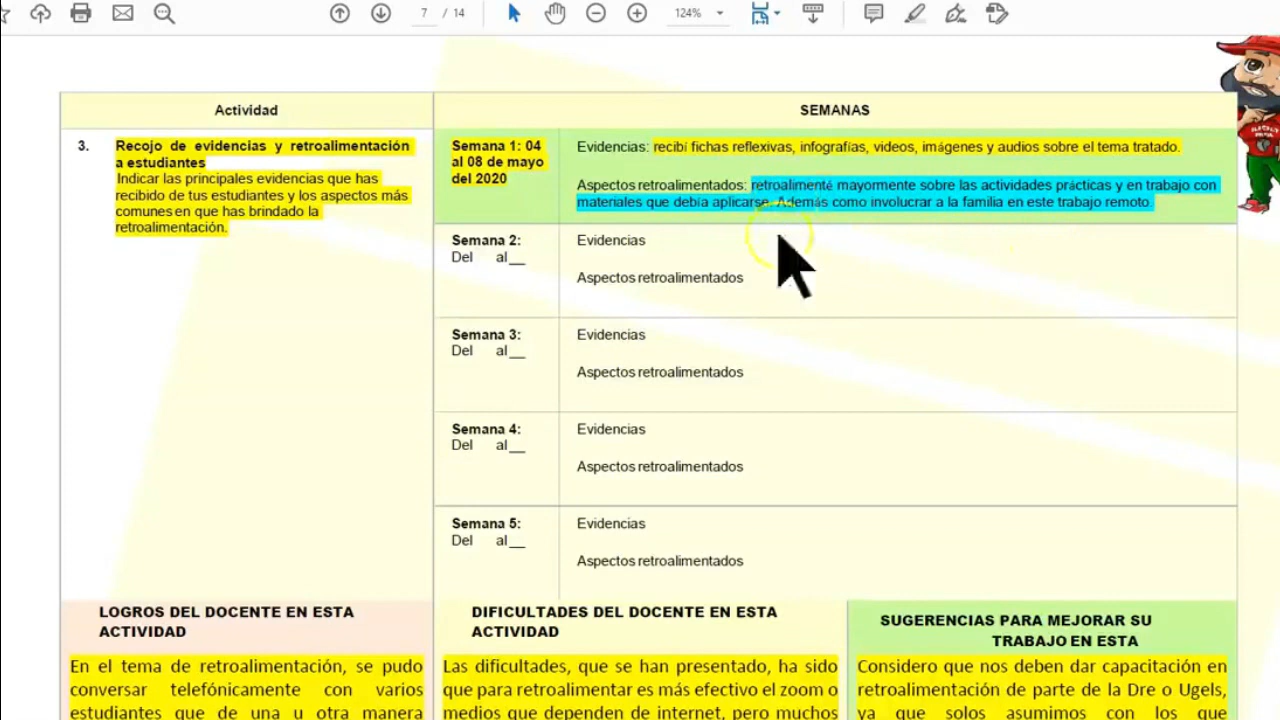 7 / 14 124%
Actividad
SEMANAS
3. Recojo de evidencias y retroalimentación
a estudiantes
Indicar las principales evidencias que has
recibido de tus estudiantes y los aspectos más
comunes en que has brindado la
retroalimentación.
Semana 1: 04
al 08 de mayo
del 2020
Evidencias: recibí fichas reflexivas, infografías, videos, imágenes y audios sobre el tema tratado.
Aspectos retroalimentados: retroalimenté mayormente sobre las actividades prácticas y en trabajo con
materiales que debía aplicarse. Además como involucrar a la familia en este trabajo remoto.
Semana 2:
Del al__
Evidencias
Aspectos retroalimentados
Semana 3:
Del al__
Evidencias
Aspectos retroalimentados
Semana 4:
Del al__
Evidencias
Aspectos retroalimentados
Semana 5:
Del al__
Evidencias
Aspectos retroalimentados
LOGROS DEL DOCENTE EN ESTA
ACTIVIDAD
En el tema de retroalimentación, se pudo
conversar telefónicamente con varios
estudiantes que de una u otra manera
DIFICULTADES DEL DOCENTE EN ESTA
ACTIVIDAD
Las dificultades, que se han presentado, ha sido
que para retroalimentar es más efectivo el zoom o
medios que dependen de internet, pero muchos
SUGERENCIAS PARA MEJORAR SU
TRABAJO EN ESTA
Considero que nos deben dar capacitación en
retroalimentación de parte de la Dre o Ugels,
ya que solos asumimos con los que